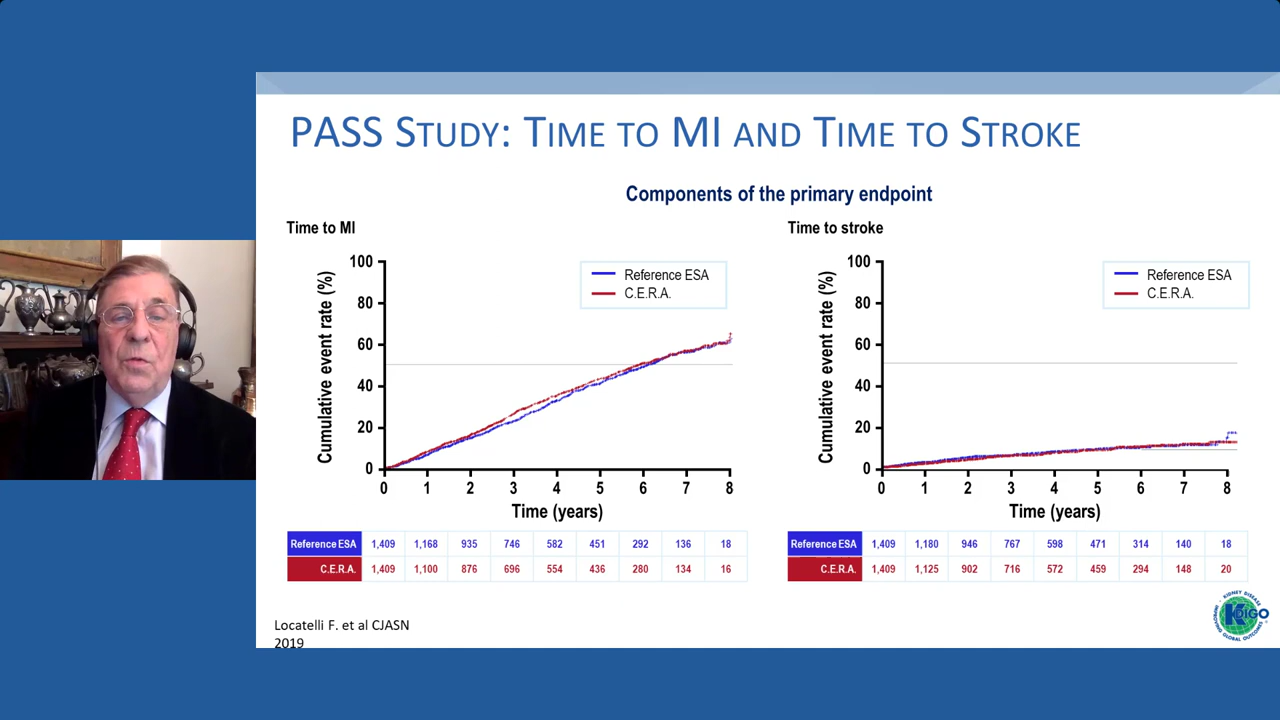 PASS STUDY: TIME TO MI AND TIME TO STROKE
Components of the primary endpoint
Time to MI
Cumulative event rate (%)
100
80
60
40
20
0
Reference ESA
C.E.R.A.
0 1 2 3 4 5 6 7 8
Time (years)
Reference ESA 1,409 1,168 935 746 582 451 292 136 18
C.E.R.A. 1,409 1,100 876 696 554 436 280 134 16
Time to stroke
Cumulative event rate (%)
100
80
60
40
20
0
Reference ESA
C.E.R.A.
0 1 2 3 4 5 6 7 8
Time (years)
Reference ESA 1,409 1,180 946 767 598 471 314 140 18
C.E.R.A. 1,409 1,125 902 716 572 459 294 148 20
Locatelli F. et al CJASN
2019
KIDNEY DISEASE
KDIGO
IMPROVING GLOBAL OUTCOMES